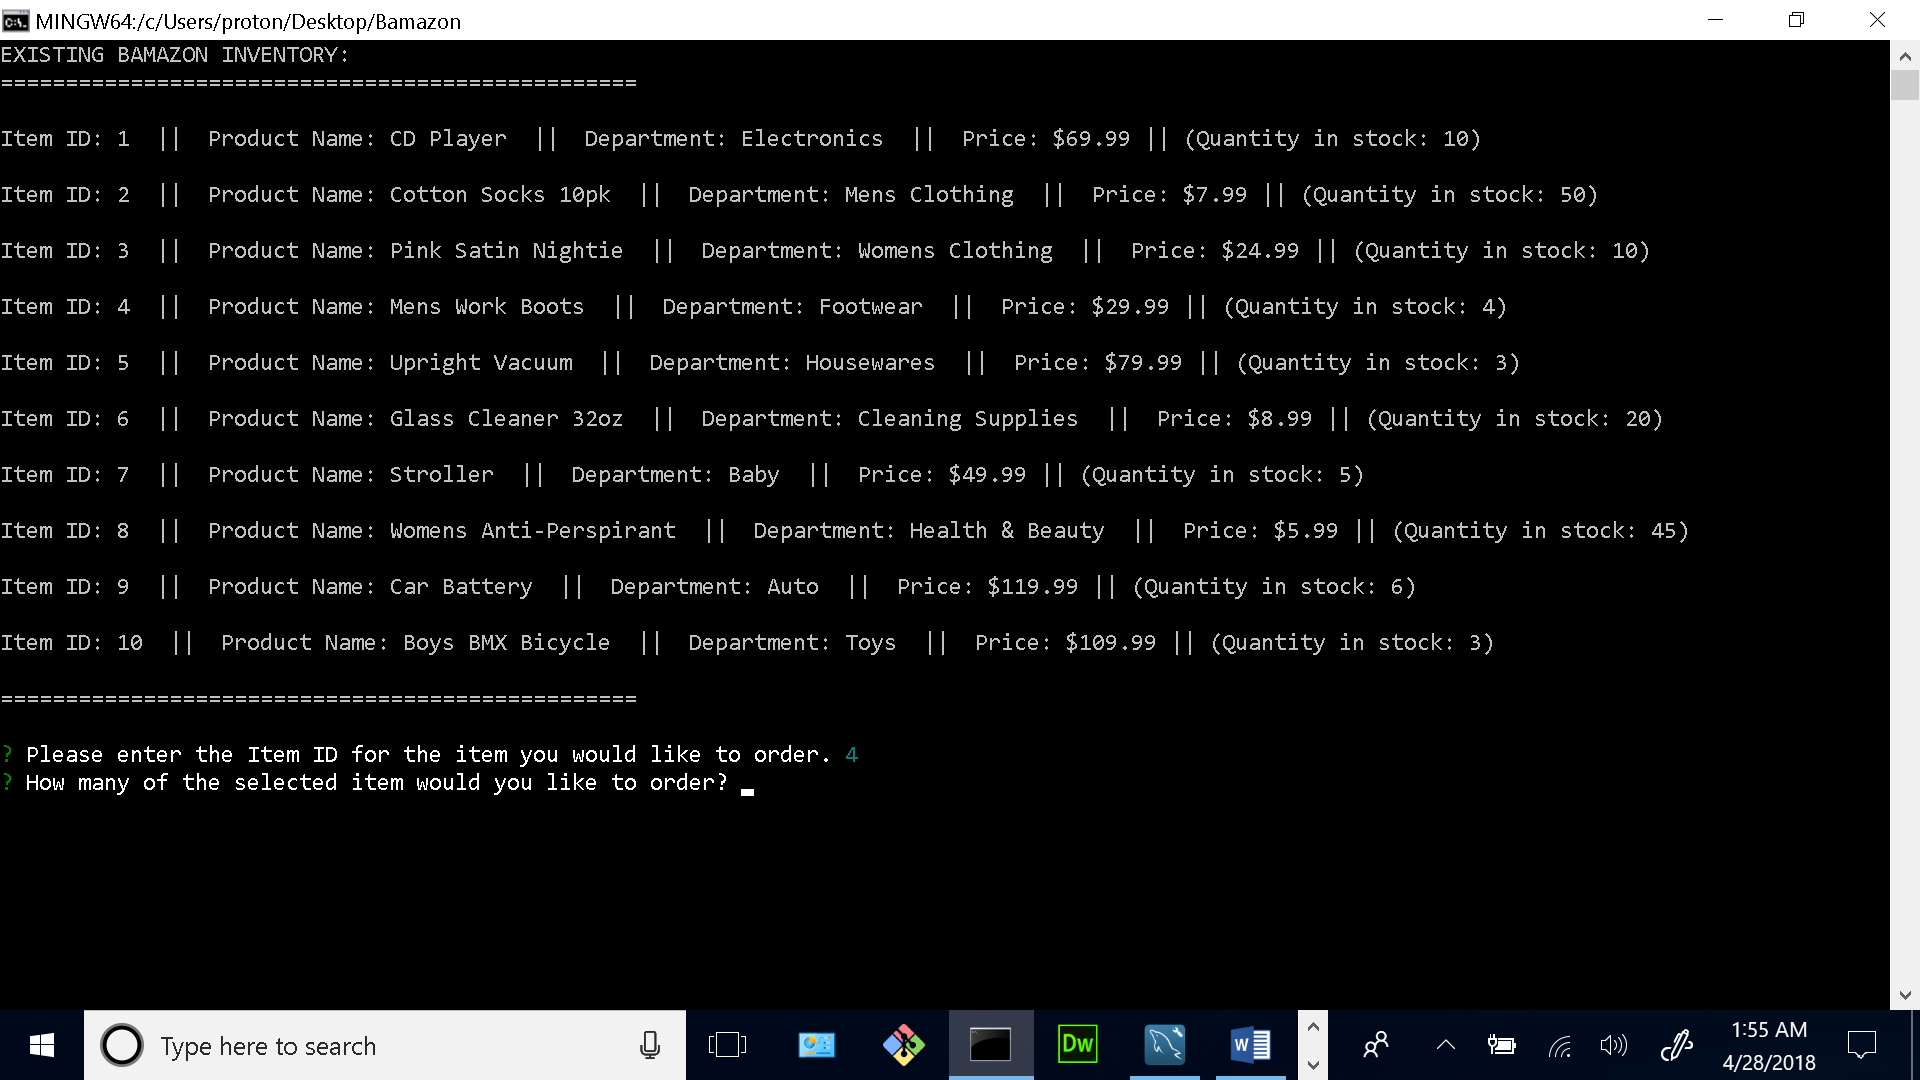 MINGW64:/c/Users/proton/Desktop/Bamazon
EXISTING BAMAZON INVENTORY:
=================================================
Item ID: 1  ||  Product Name: CD Player  ||  Department: Electronics  ||  Price: $69.99 || (Quantity in stock: 10)
Item ID: 2  ||  Product Name: Cotton Socks 10pk  ||  Department: Mens Clothing  ||  Price: $7.99 || (Quantity in stock: 50)
Item ID: 3  ||  Product Name: Pink Satin Nightie  ||  Department: Womens Clothing  ||  Price: $24.99 || (Quantity in stock: 10)
Item ID: 4  ||  Product Name: Mens Work Boots  ||  Department: Footwear  ||  Price: $29.99 || (Quantity in stock: 4)
Item ID: 5  ||  Product Name: Upright Vacuum  ||  Department: Housewares  ||  Price: $79.99 || (Quantity in stock: 3)
Item ID: 6  ||  Product Name: Glass Cleaner 32oz  ||  Department: Cleaning Supplies  ||  Price: $8.99 || (Quantity in stock: 20)
Item ID: 7  ||  Product Name: Stroller  ||  Department: Baby  ||  Price: $49.99 || (Quantity in stock: 5)
Item ID: 8  ||  Product Name: Womens Anti-Perspirant  ||  Department: Health & Beauty  ||  Price: $5.99 || (Quantity in stock: 45)
Item ID: 9  ||  Product Name: Car Battery  ||  Department: Auto  ||  Price: $119.99 || (Quantity in stock: 6)
Item ID: 10  ||  Product Name: Boys BMX Bicycle  ||  Department: Toys  ||  Price: $109.99 || (Quantity in stock: 3)
=================================================
? Please enter the Item ID for the item you would like to order. 4
? How many of the selected item would you like to order?
Type here to search
Dw
W
1:55 AM
4/28/2018